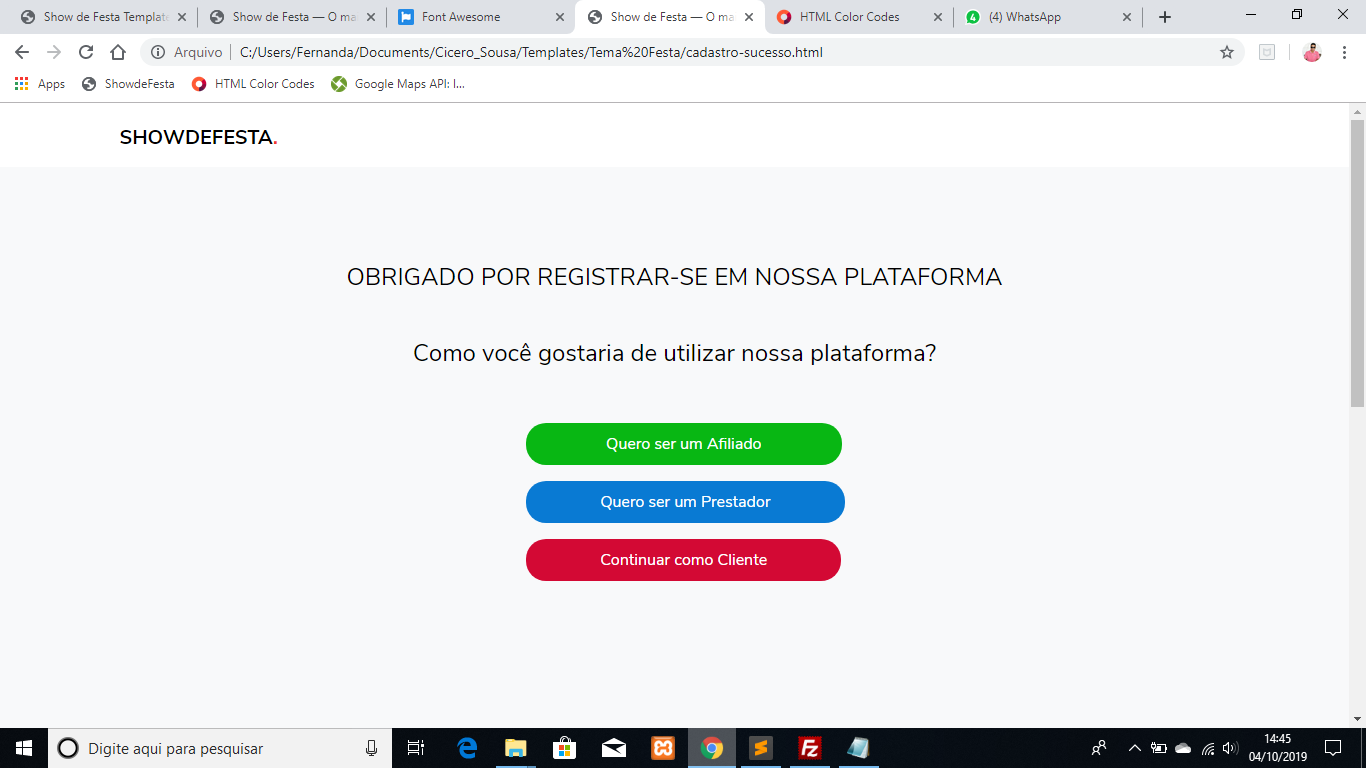 Show de Festa Templat
Show de Festa — O ma
Font Awesome
Show de Festa — O ma
HTML Color Codes
4
(4) WhatsApp
Arquivo
C:/Users/Fernanda/Documents/Cicero_Sousa/Templates/Tema%20Festa/cadastro-sucesso.html
Apps
ShowdeFesta
HTML Color Codes
Google Maps API: I...
SHOWDEFESTA.
OBRIGADO POR REGISTRAR-SE EM NOSSA PLATAFORMA
Como você gostaria de utilizar nossa plataforma?
Quero ser um Afiliado
Quero ser um Prestador
Continuar como Cliente
Digite aqui para pesquisar
14:45
04/10/2019